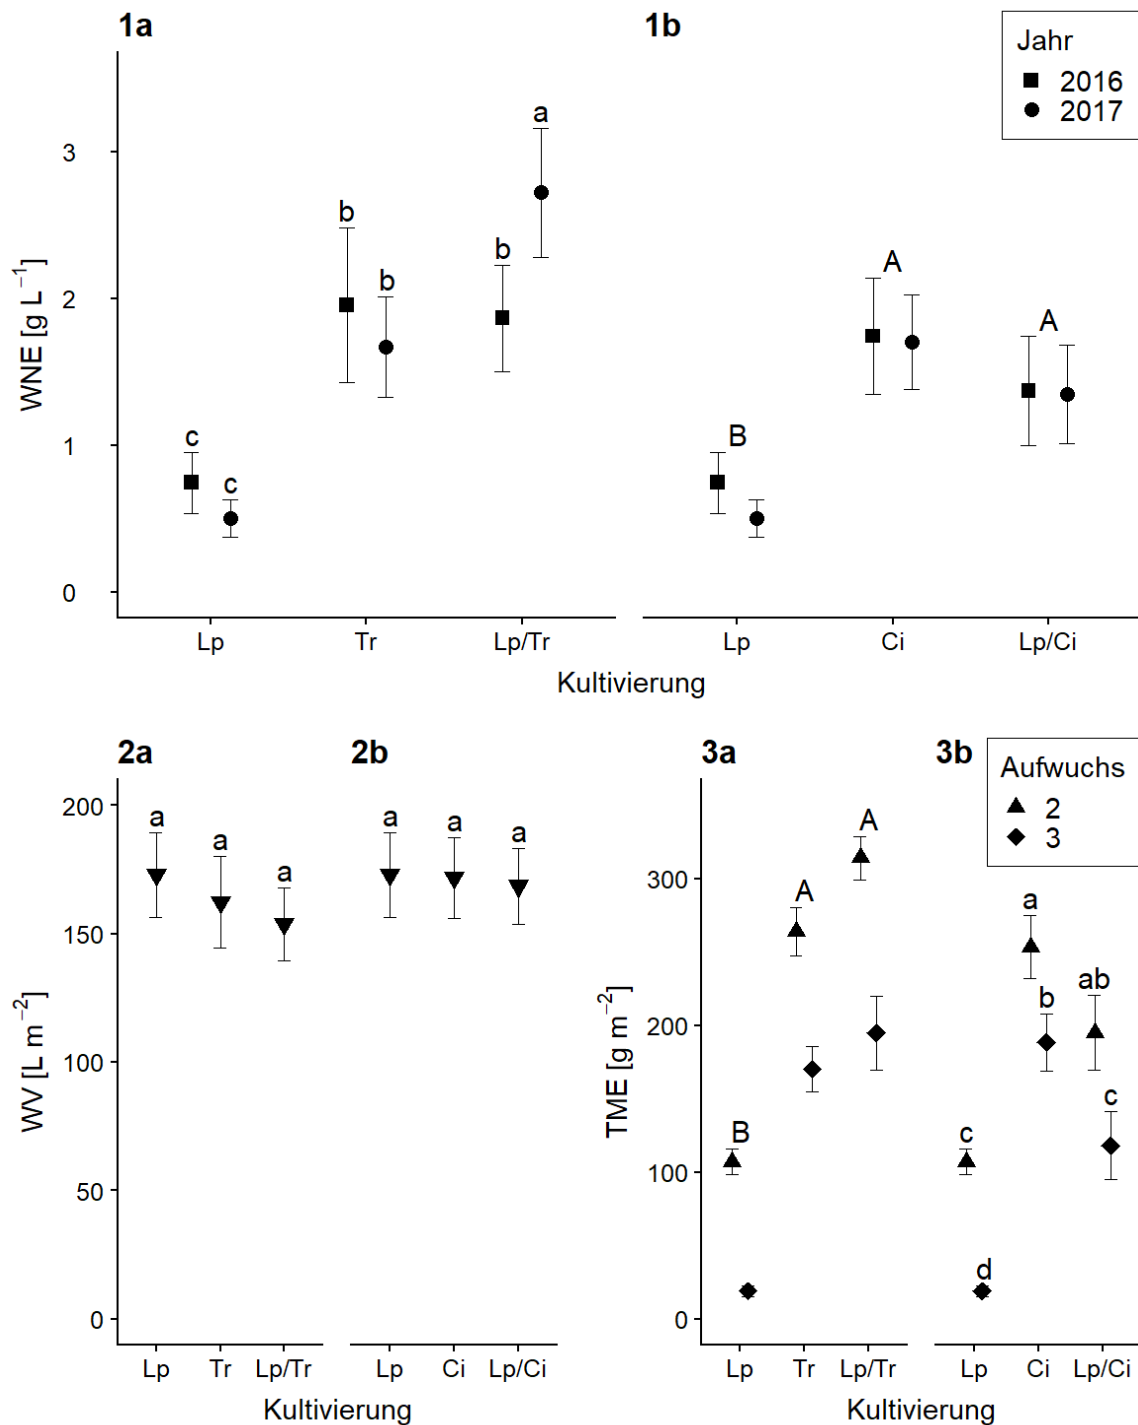 1a
1b
Jahr
2016
2017
WNE [g L⁻¹]
3
2
1
0
c
c
b
b
b
a
B
A
A
Lp
Tr
Lp/Tr
Lp
Ci
Lp/Ci
Kultivierung
2a
2b
WV [L m⁻²]
200
150
100
50
0
a
a
a
a
a
a
Lp
Tr
Lp/Tr
Lp
Ci
Lp/Ci
Kultivierung
3a
3b
Aufwuchs
2
3
TME [g m⁻²]
300
200
100
0
B
A
A
c
d
a
b
ab
c
Lp
Tr
Lp/Tr
Lp
Ci
Lp/Ci
Kultivierung